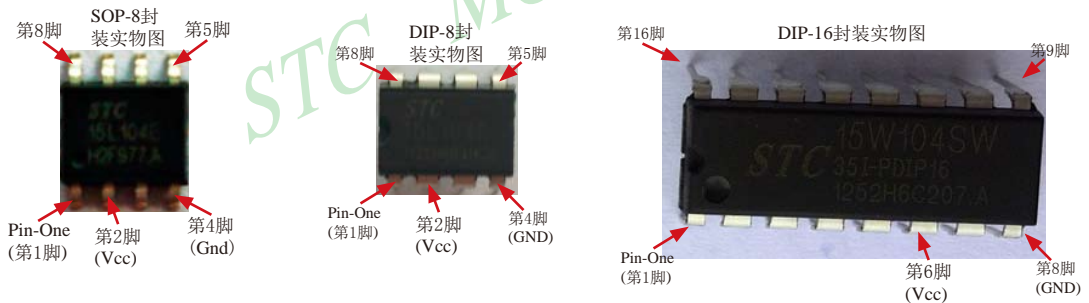 STC M
SOP-8封
装实物图
第8脚
第5脚
STC
15L104E
Pin-One
(第1脚)
第2脚
(Vcc)
第4脚
(Gnd)
DIP-8封
装实物图
第8脚
第5脚
Pin-One
(第1脚)
第2脚
(Vcc)
第4脚
(GND)
DIP-16封装实物图
第16脚
第9脚
STC
15W104SW
35I-PDIP16
1252H6C207.A
Pin-One
(第1脚)
第6脚
(Vcc)
第8脚
(GND)